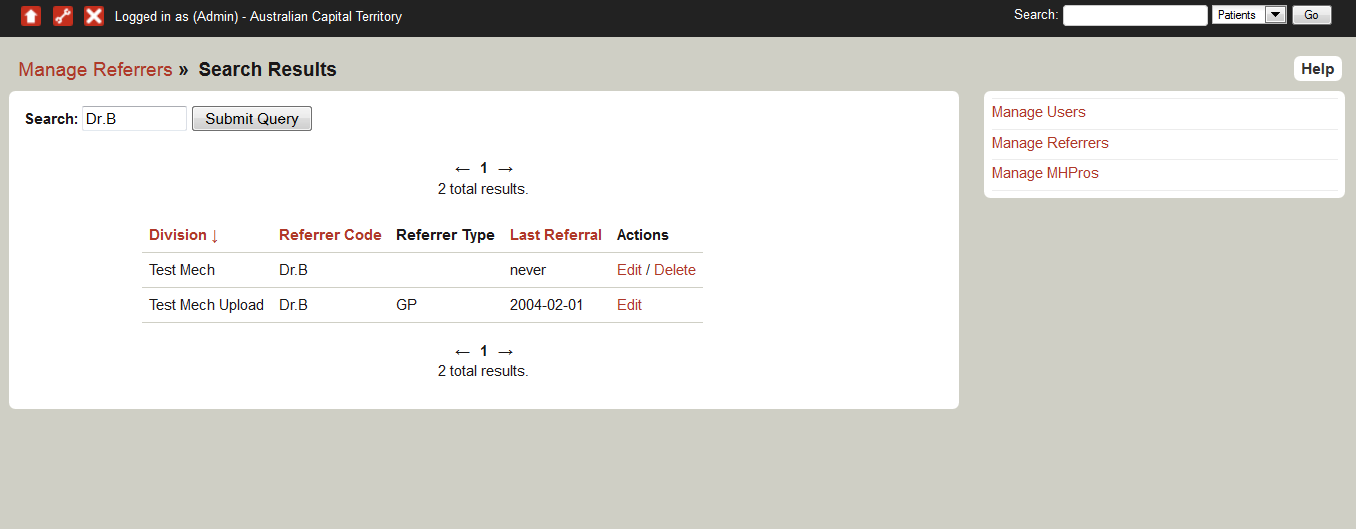 Logged in as (Admin) - Australian Capital Territory
Search: Patients Go
Manage Referrers » Search Results
Help
Search: Dr.B Submit Query
← 1 →
2 total results.
Division ↓ Referrer Code Referrer Type Last Referral Actions
Test Mech Dr.B never Edit / Delete
Test Mech Upload Dr.B GP 2004-02-01 Edit
← 1 →
2 total results.
Manage Users
Manage Referrers
Manage MHPros